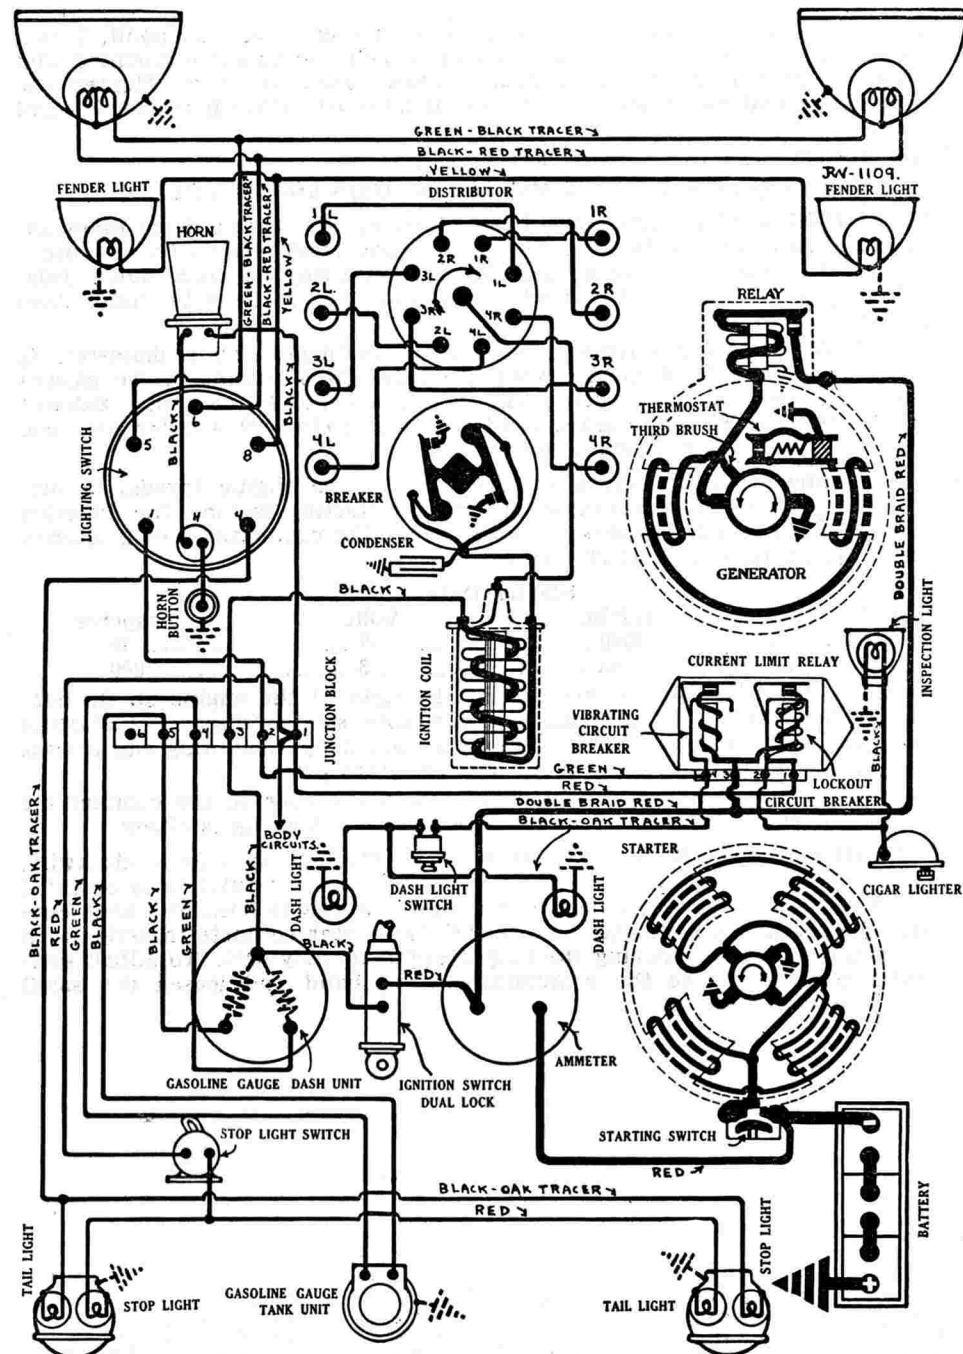 GREEN-BLACK TRACER
BLACK-RED TRACER
YELLOW
DISTRIBUTOR
RW-1109.
FENDER LIGHT
FENDER LIGHT
HORN
GREEN-BLACK TRACER
BLACK-RED TRACER
YELLOW
1L
1R
2R
1R
3L
1L
3R
4R
2L
4L
2L.
2R
3L
3R
4L
4R
RELAY
THERMOSTAT
THIRD BRUSH
GENERATOR
DOUBLE BRAID RED
INSPECTION LIGHT
LIGHTING SWITCH
BLACK
BLACK
5
6
8
4
HORN
BUTTON
BREAKER
CONDENSER
BLACK
IGNITION COIL
JUNCTION BLOCK
6
5
4
3
2
1
CURRENT LIMIT RELAY
VIBRATING
CIRCUIT
BREAKER
4
3
2
1
LOCKOUT
CIRCUIT BREAKER
BLACK
GREEN
RED
DOUBLE BRAID RED
BLACK-OAK TRACER
STARTER
CIGAR LIGHTER
BODY
CIRCUITS.
DASH LIGHT
DASH LIGHT
SWITCH
DASH LIGHT
BLACK-OAK TRACER
RED
GREEN
BLACK
BLACK
GREEN
BLACK
BLACK
RED
AMMETER
GASOLINE GAUGE DASH UNIT
IGNITION SWITCH
DUAL LOCK
STOP LIGHT SWITCH
STARTING SWITCH
RED
BLACK-OAK TRACER
RED
BATTERY
TAIL LIGHT
STOP LIGHT
GASOLINE GAUGE
TANK UNIT
TAIL LIGHT
STOP LIGHT